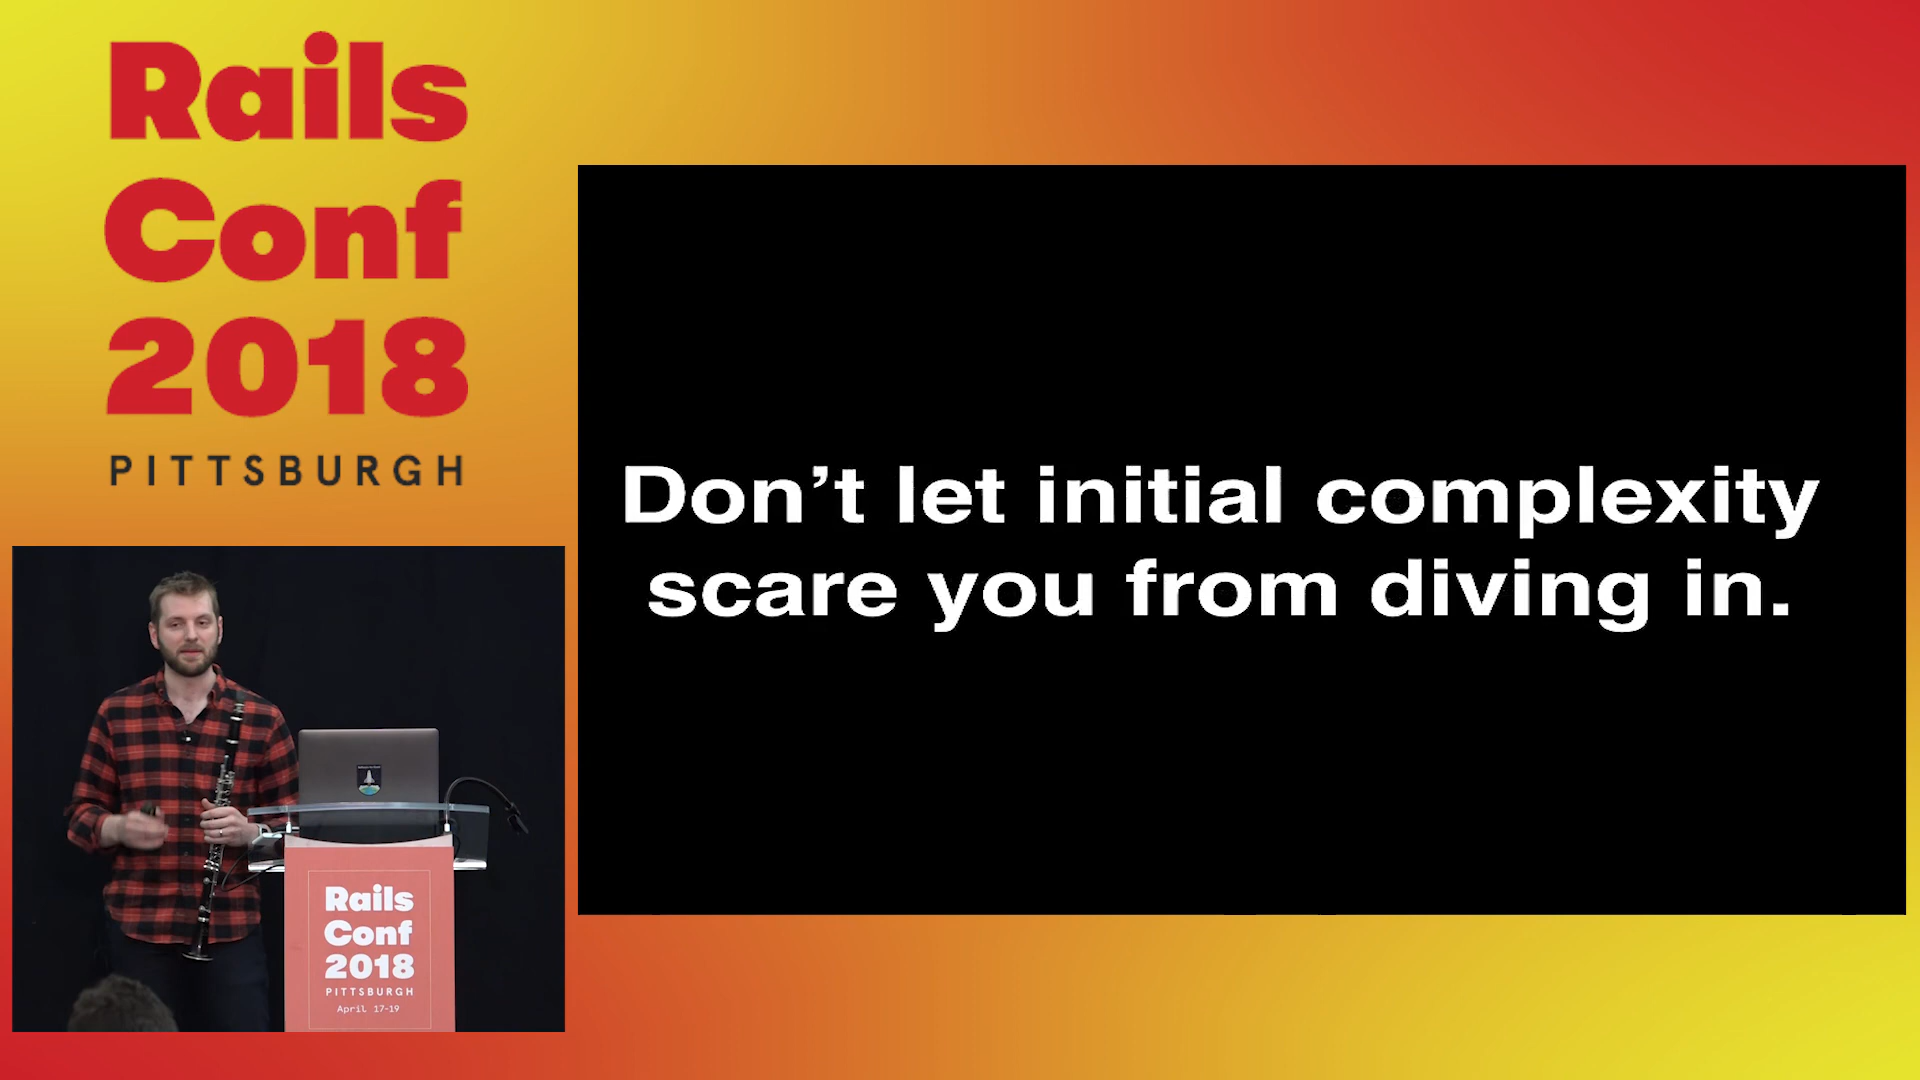 Rails
Conf
2018
PITTSBURGH
Don’t let initial complexity
scare you from diving in.
Rails
Conf
2018
PITTSBURGH
April 17-19